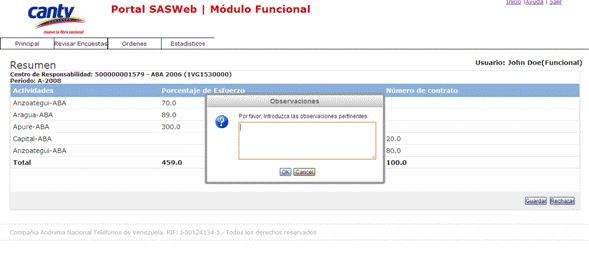 cantv
nuevo le libre nacional
Portal SASWeb | Módulo Funcional
Inicio |Ayuda | Salir
Principal Revisar Encuestas Ordenes Estadisticos
Resumen
Usuario: John Doe(Funcional)
Centro de Responsabilidad: 500000001579 - ABA 2006 (1VG1530000)
Periodo: A-2008
Actividades Porcentaje de Esfuerzo Número de contrato
Anzoategui-ABA 70.0
Aragua-ABA 89.0
Apure-ABA 300.0
Capital-ABA 20.0
Anzoategui-ABA 80.0
Total 459.0 100.0
Observaciones
Por favor, Introduzca las observaciones pertinentes:
OK Cancel
Guardar Rechazar
Compañía Anónima Nacional Teléfonos de Venezuela. RIF: J-00124134-5.- Todos los derechos reservados